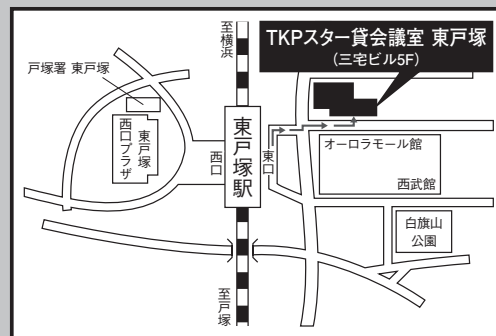 至横浜
TKPスター貸会議室 東戸塚
(三宅ビル5F)
戸塚署 東戸塚
東戸塚
西口プラザ
西口
東戸塚駅
東口
オーロラモール館
西武館
白旗山
公園
至戸塚